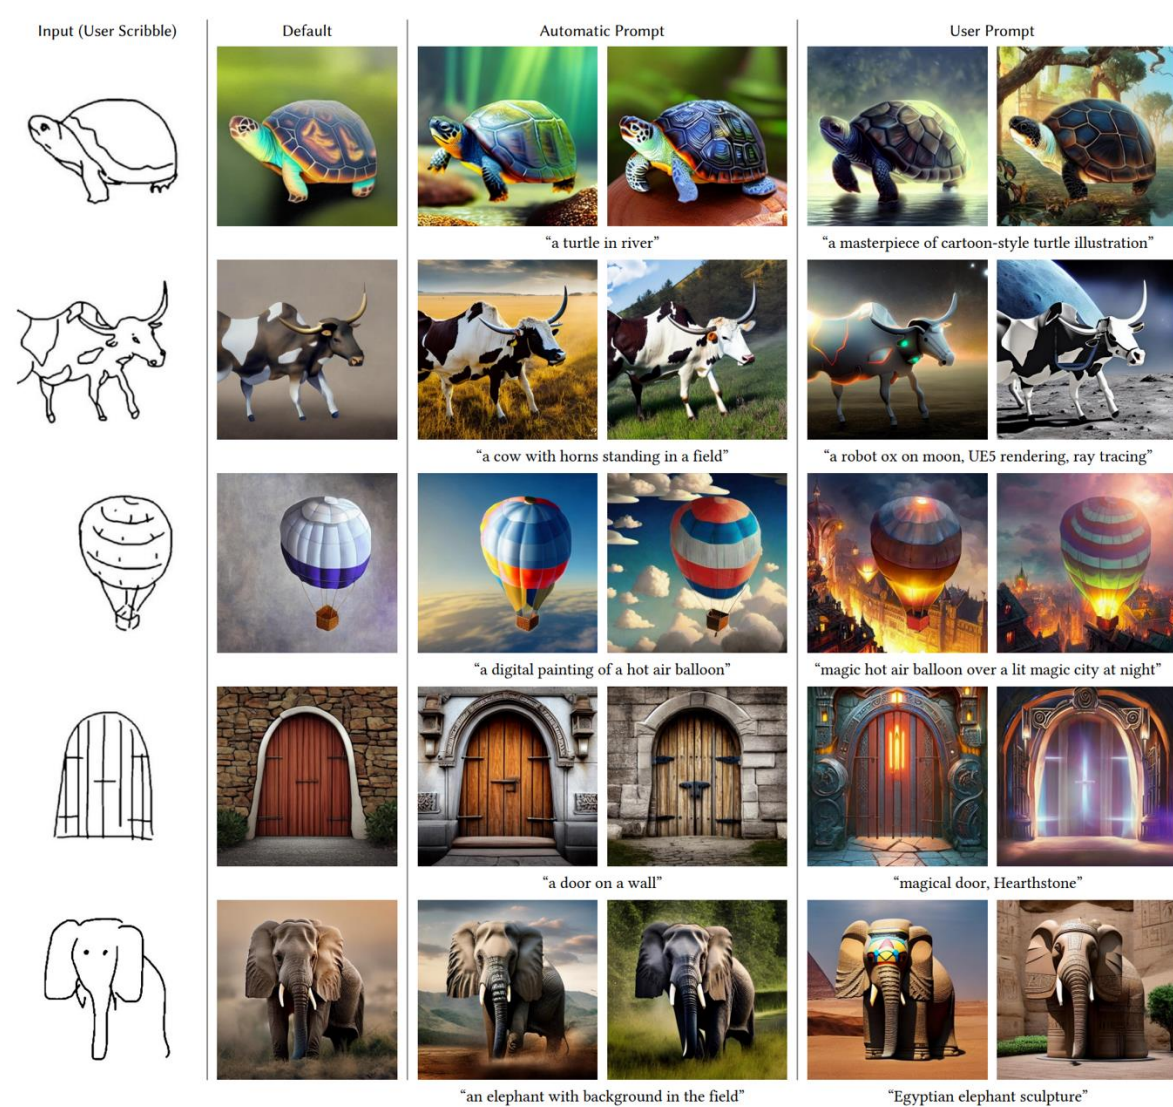 Input (User Scribble) Default Automatic Prompt User Prompt
“a turtle in river” “a masterpiece of cartoon-style turtle illustration”
“a cow with horns standing in a field” “a robot ox on moon, UE5 rendering, ray tracing”
“a digital painting of a hot air balloon” “magic hot air balloon over a lit magic city at night”
“a door on a wall” “magical door, Hearthstone”
“an elephant with background in the field” “Egyptian elephant sculpture”